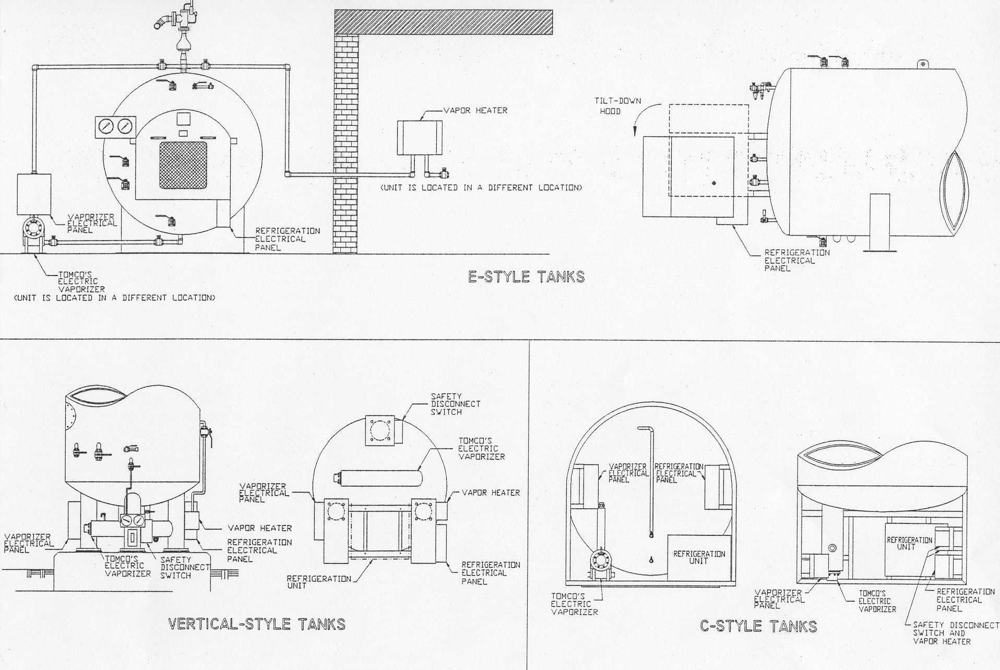 VAPOR HEATER
(UNIT IS LOCATED IN A DIFFERENT LOCATION)
VAPORIZER
ELECTRICAL
PANEL
REFRIGERATION
ELECTRICAL
PANEL
TOMCO'S
ELECTRIC
VAPORIZER
(UNIT IS LOCATED IN A DIFFERENT LOCATION)
TILT-DOWN
HOOD
REFRIGERATION
ELECTRICAL
PANEL
E-STYLE TANKS
VAPORIZER
ELECTRICAL
PANEL
TOMCO'S
ELECTRIC
VAPORIZER
SAFETY
DISCONNECT
SWITCH
VAPOR HEATER
REFRIGERATION
ELECTRICAL
PANEL
SAFETY
DISCONNECT
SWITCH
TOMCO'S
ELECTRIC
VAPORIZER
VAPORIZER
ELECTRICAL
PANEL
VAPOR HEATER
REFRIGERATION
UNIT
REFRIGERATION
ELECTRICAL
PANEL
VERTICAL-STYLE TANKS
VAPORIZER
ELECTRICAL
PANEL
REFRIGERATION
ELECTRICAL
PANEL
REFRIGERATION
UNIT
TOMCO'S
ELECTRIC
VAPORIZER
REFRIGERATION
UNIT
VAPORIZER
ELECTRICAL
PANEL
TOMCO'S
ELECTRIC
VAPORIZER
REFRIGERATION
ELECTRICAL
PANEL
SAFETY DISCONNECT
SWITCH AND
VAPOR HEATER
C-STYLE TANKS